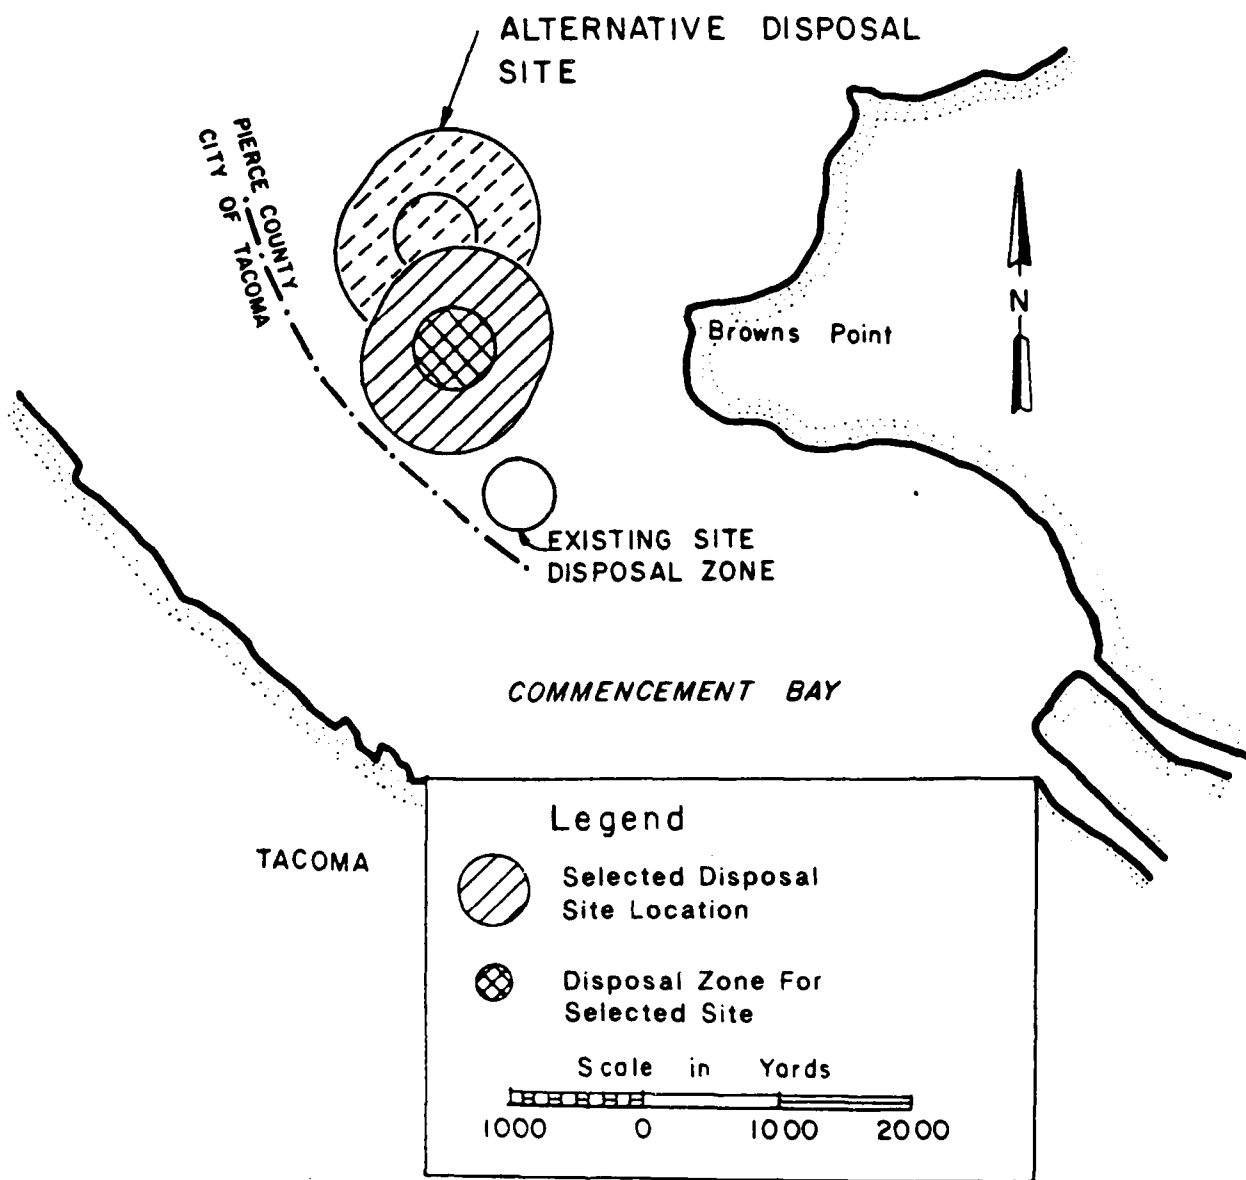 ALTERNATIVE DISPOSAL
SITE
PIERCE COUNTY
CITY OF TACOMA
N
Browns Point
EXISTING SITE
DISPOSAL ZONE
COMMENCEMENT BAY
TACOMA
Legend
Selected Disposal
Site Location
Disposal Zone For
Selected Site
Scale in Yards
1000 0 1000 2000